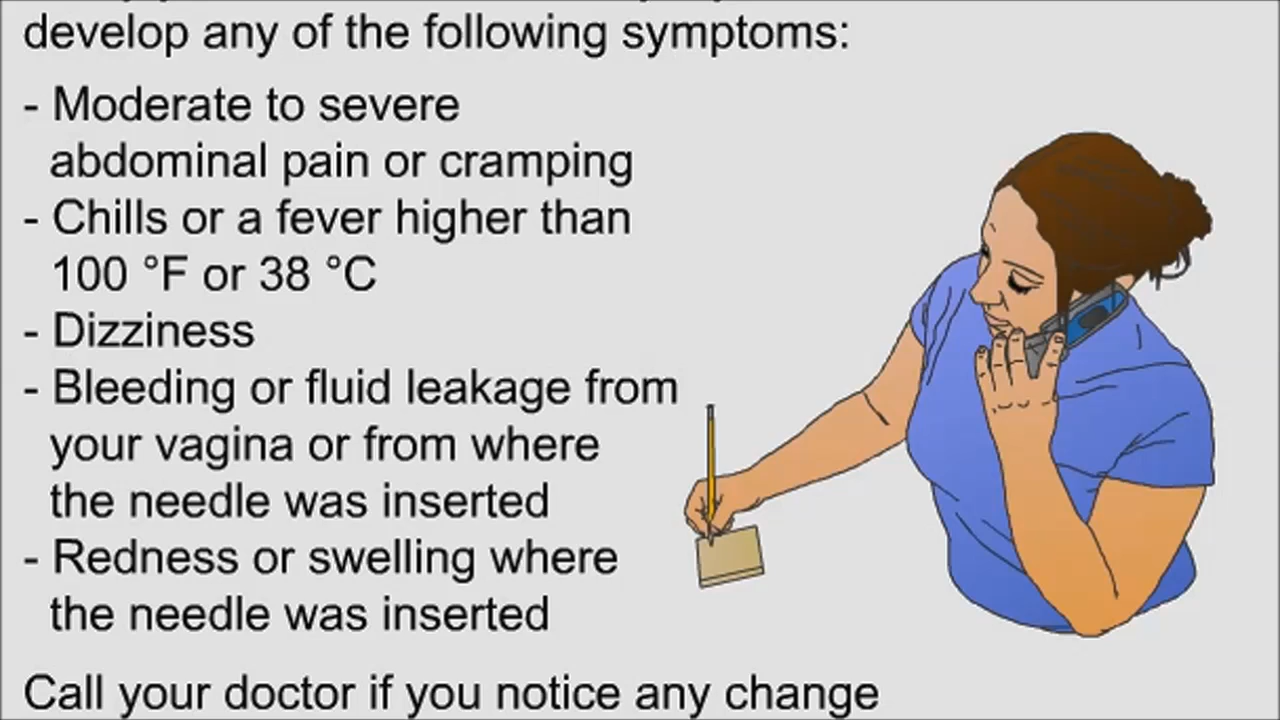 develop any of the following symptoms:
- Moderate to severe
abdominal pain or cramping
- Chills or a fever higher than
100 °F or 38 °C
- Dizziness
- Bleeding or fluid leakage from
your vagina or from where
the needle was inserted
- Redness or swelling where
the needle was inserted
Call your doctor if you notice any change